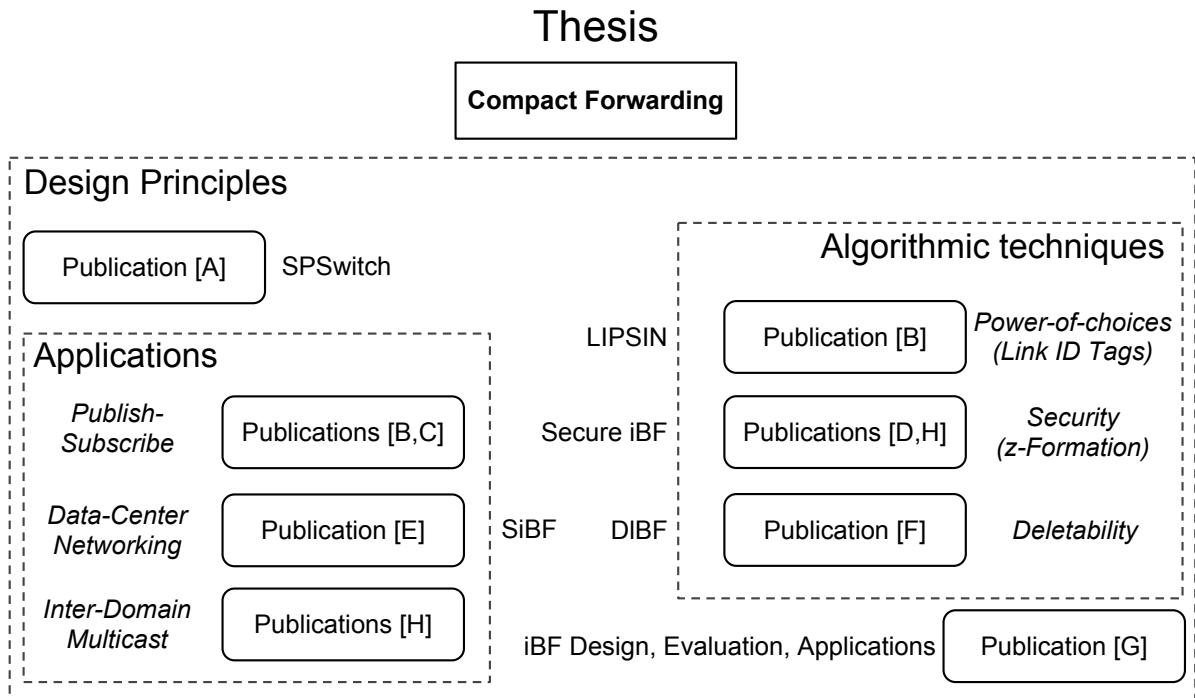 Thesis
Compact Forwarding
Design Principles
Publication [A]
SPSwitch
Applications
Publish-
Subscribe
Publications [B,C]
Data-Center
Networking
Publication [E]
SiBF
Inter-Domain
Multicast
Publications [H]
Algorithmic techniques
LIPSIN
Publication [B]
Power-of-choices
(Link ID Tags)
Secure iBF
Publications [D,H]
Security
(z-Formation)
DIBF
Publication [F]
Deletability
iBF Design, Evaluation, Applications
Publication [G]